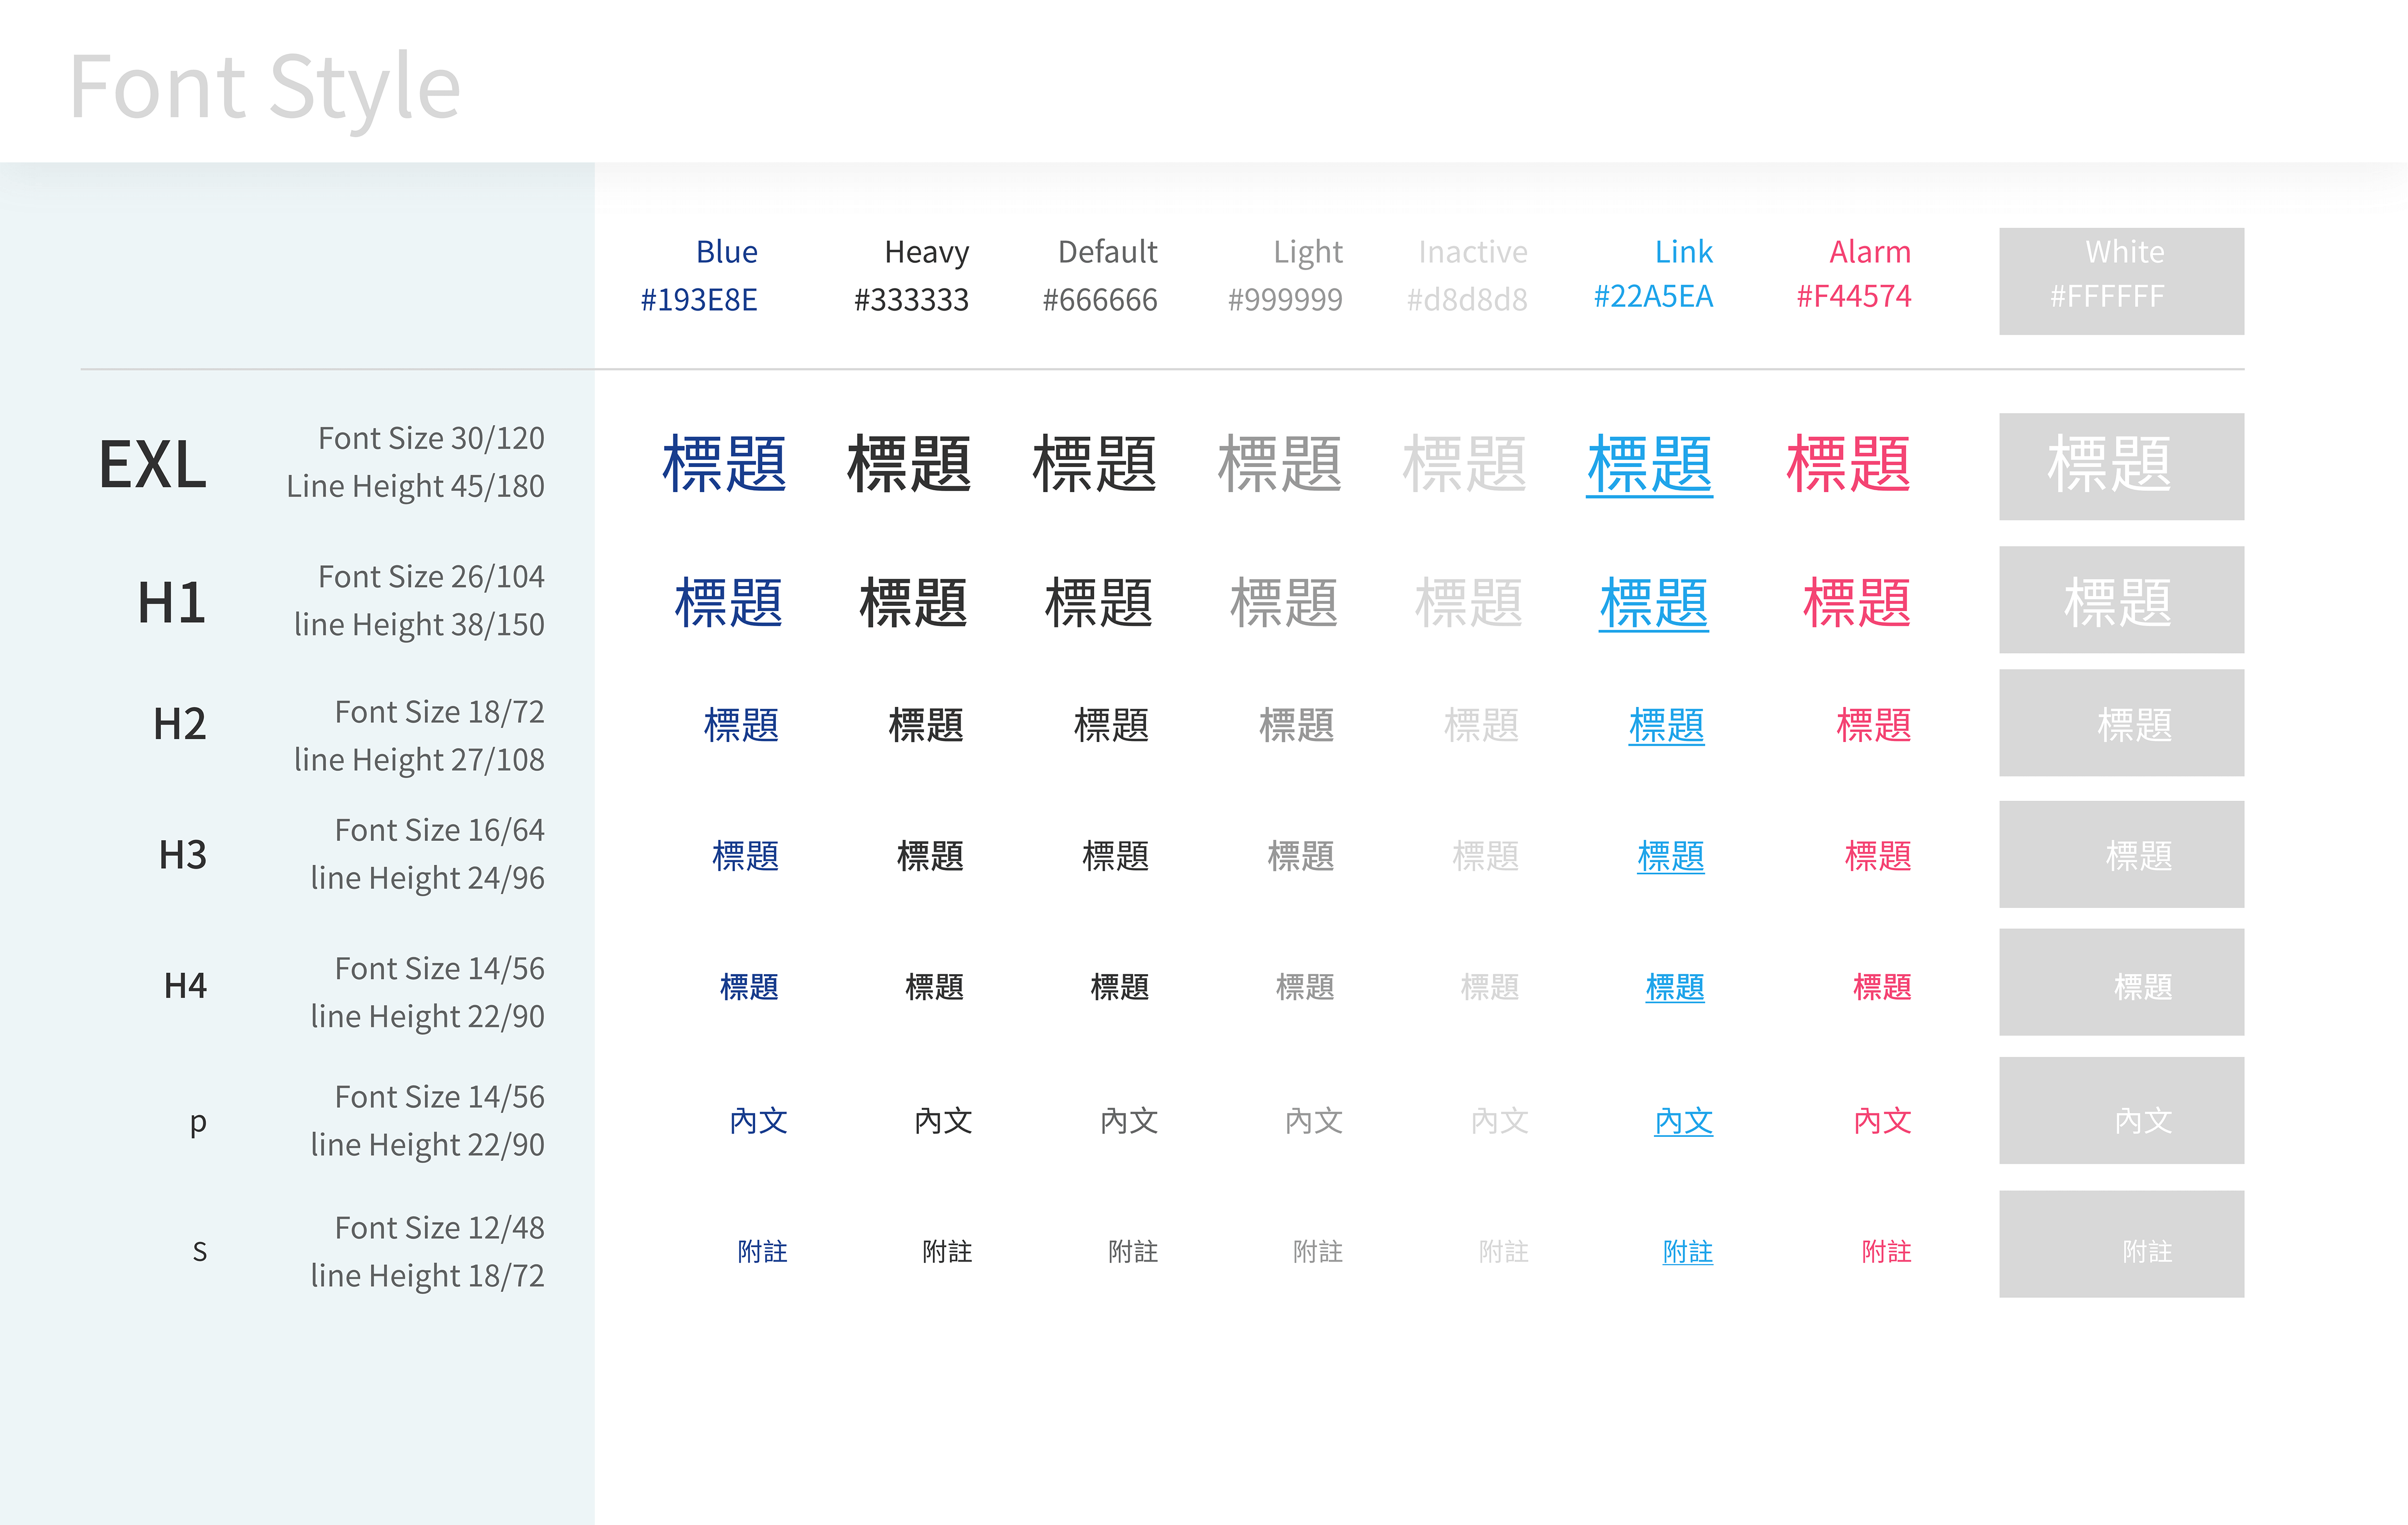 Font Style
Blue Heavy Default Light Inactive Link Alarm White
#193E8E #333333 #666666 #999999 #d8d8d8 #22A5EA #F44574 #FFFFFF
Font Size 30/120
EXL 標題 標題 標題 標題 標題 標題 標題 標題
Line Height 45/180
Font Size 26/104
H1 標題 標題 標題 標題 標題 標題 標題 標題
line Height 38/150
Font Size 18/72
H2 標題 標題 標題 標題 標題 標題 標題 標題
line Height 27/108
Font Size 16/64
H3 標題 標題 標題 標題 標題 標題 標題 標題
line Height 24/96
Font Size 14/56
H4 標題 標題 標題 標題 標題 標題 標題 標題
line Height 22/90
Font Size 14/56
p 內文 內文 內文 內文 內文 內文 內文 內文
line Height 22/90
Font Size 12/48
s 附註 附註 附註 附註 附註 附註 附註 附註
line Height 18/72